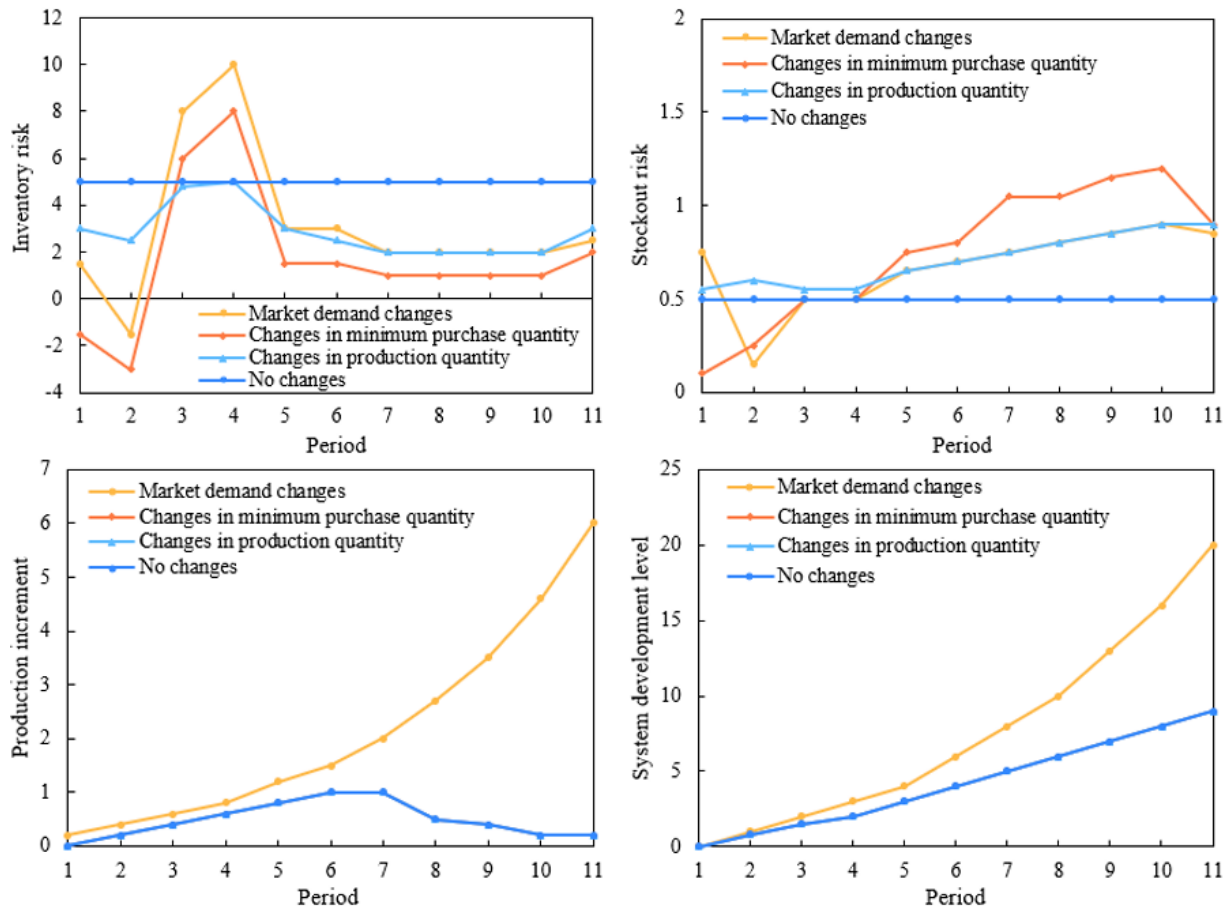 12
10
8
6
4
2
0
-2
-4
Inventory risk
Market demand changes
Changes in minimum purchase quantity
Changes in production quantity
No changes
1 2 3 4 5 6 7 8 9 10 11
Period
2
1.5
1
0.5
0
Stockout risk
Market demand changes
Changes in minimum purchase quantity
Changes in production quantity
No changes
1 2 3 4 5 6 7 8 9 10 11
Period
7
6
5
4
3
2
1
0
Production increment
Market demand changes
Changes in minimum purchase quantity
Changes in production quantity
No changes
1 2 3 4 5 6 7 8 9 10 11
Period
25
20
15
10
5
0
System development level
Market demand changes
Changes in minimum purchase quantity
Changes in production quantity
No changes
1 2 3 4 5 6 7 8 9 10 11
Period